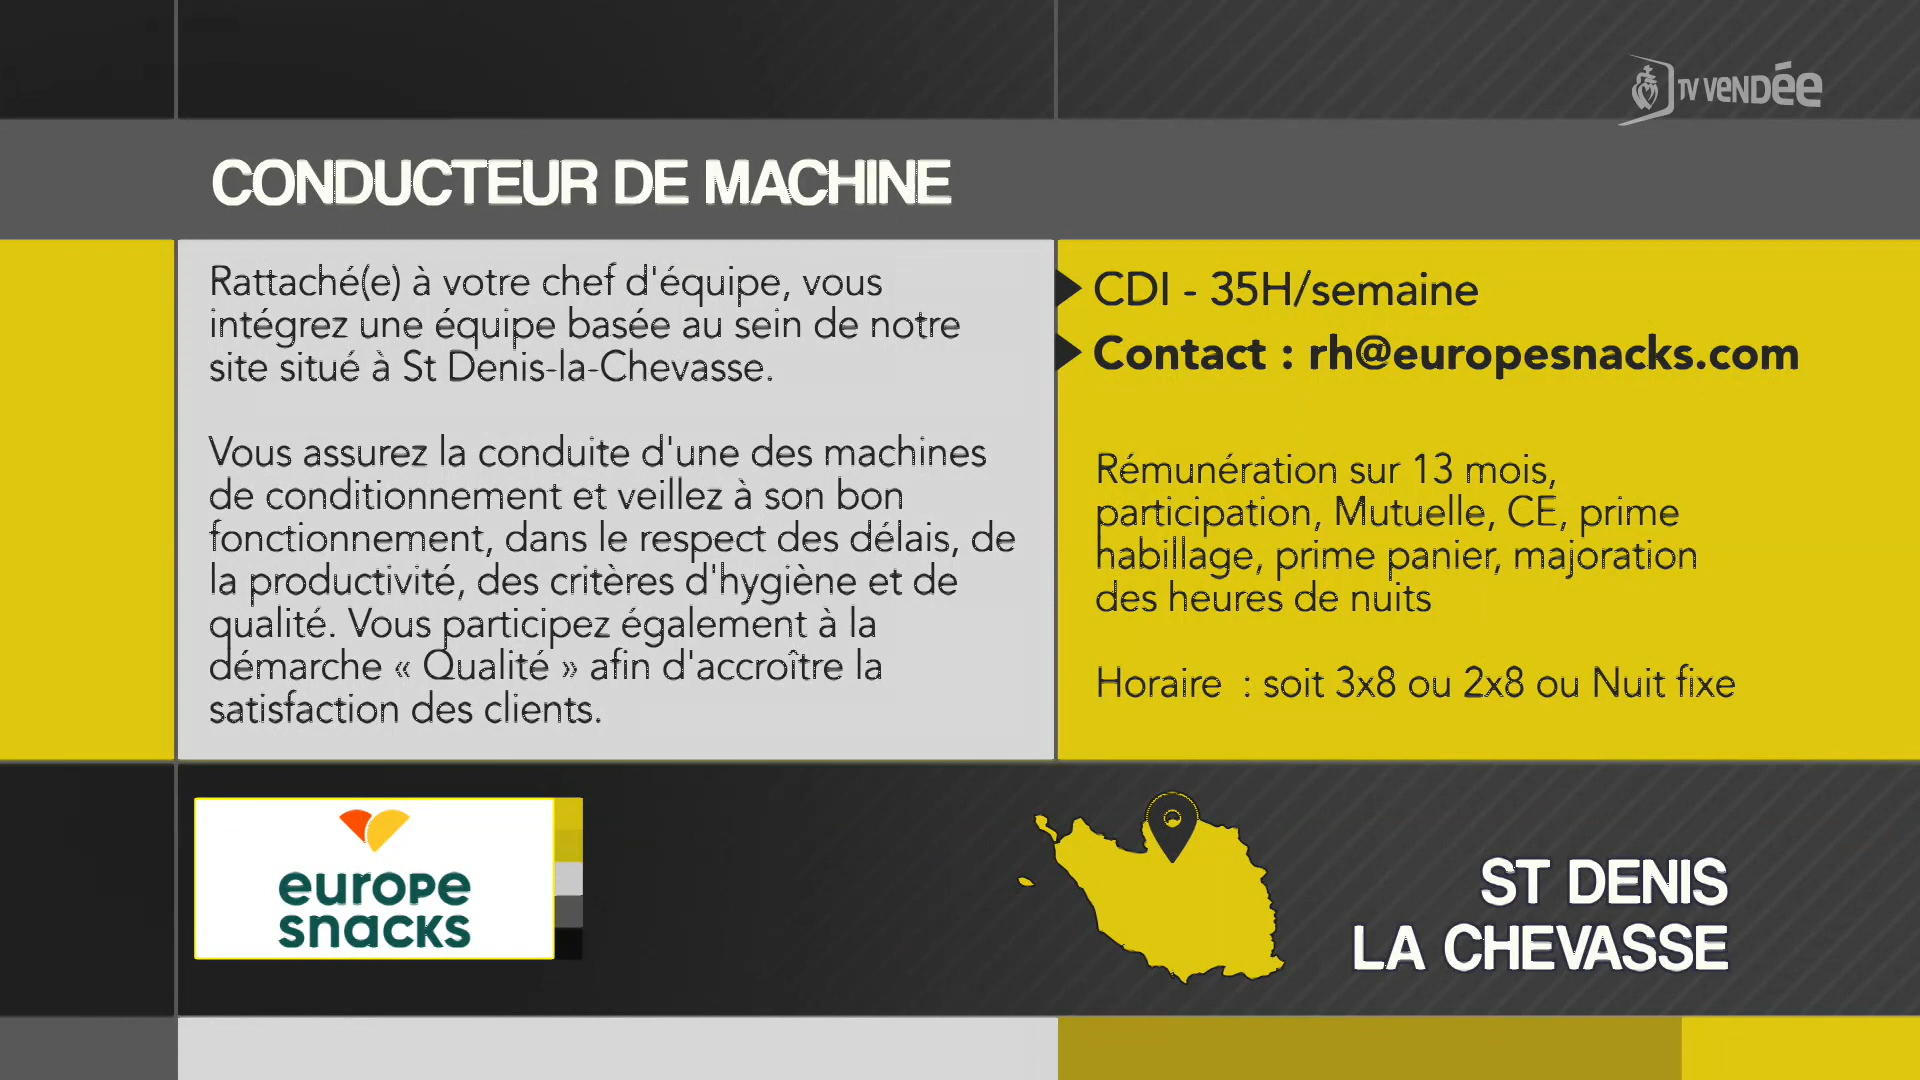 TV VENDÉE
CONDUCTEUR DE MACHINE
Rattaché(e) à votre chef d'équipe, vous
intégrez une équipe basée au sein de notre
site situé à St Denis-la-Chevasse.
Vous assurez la conduite d'une des machines
de conditionnement et veillez à son bon
fonctionnement, dans le respect des délais, de
la productivité, des critères d'hygiène et de
qualité. Vous participez également à la
démarche « Qualité » afin d'accroître la
satisfaction des clients.
CDI - 35H/semaine
Contact : rh@europesnacks.com
Rémunération sur 13 mois,
participation, Mutuelle, CE, prime
habillage, prime panier, majoration
des heures de nuits
Horaire  : soit 3x8 ou 2x8 ou Nuit fixe
europe
snacks
ST DENIS
LA CHEVASSE